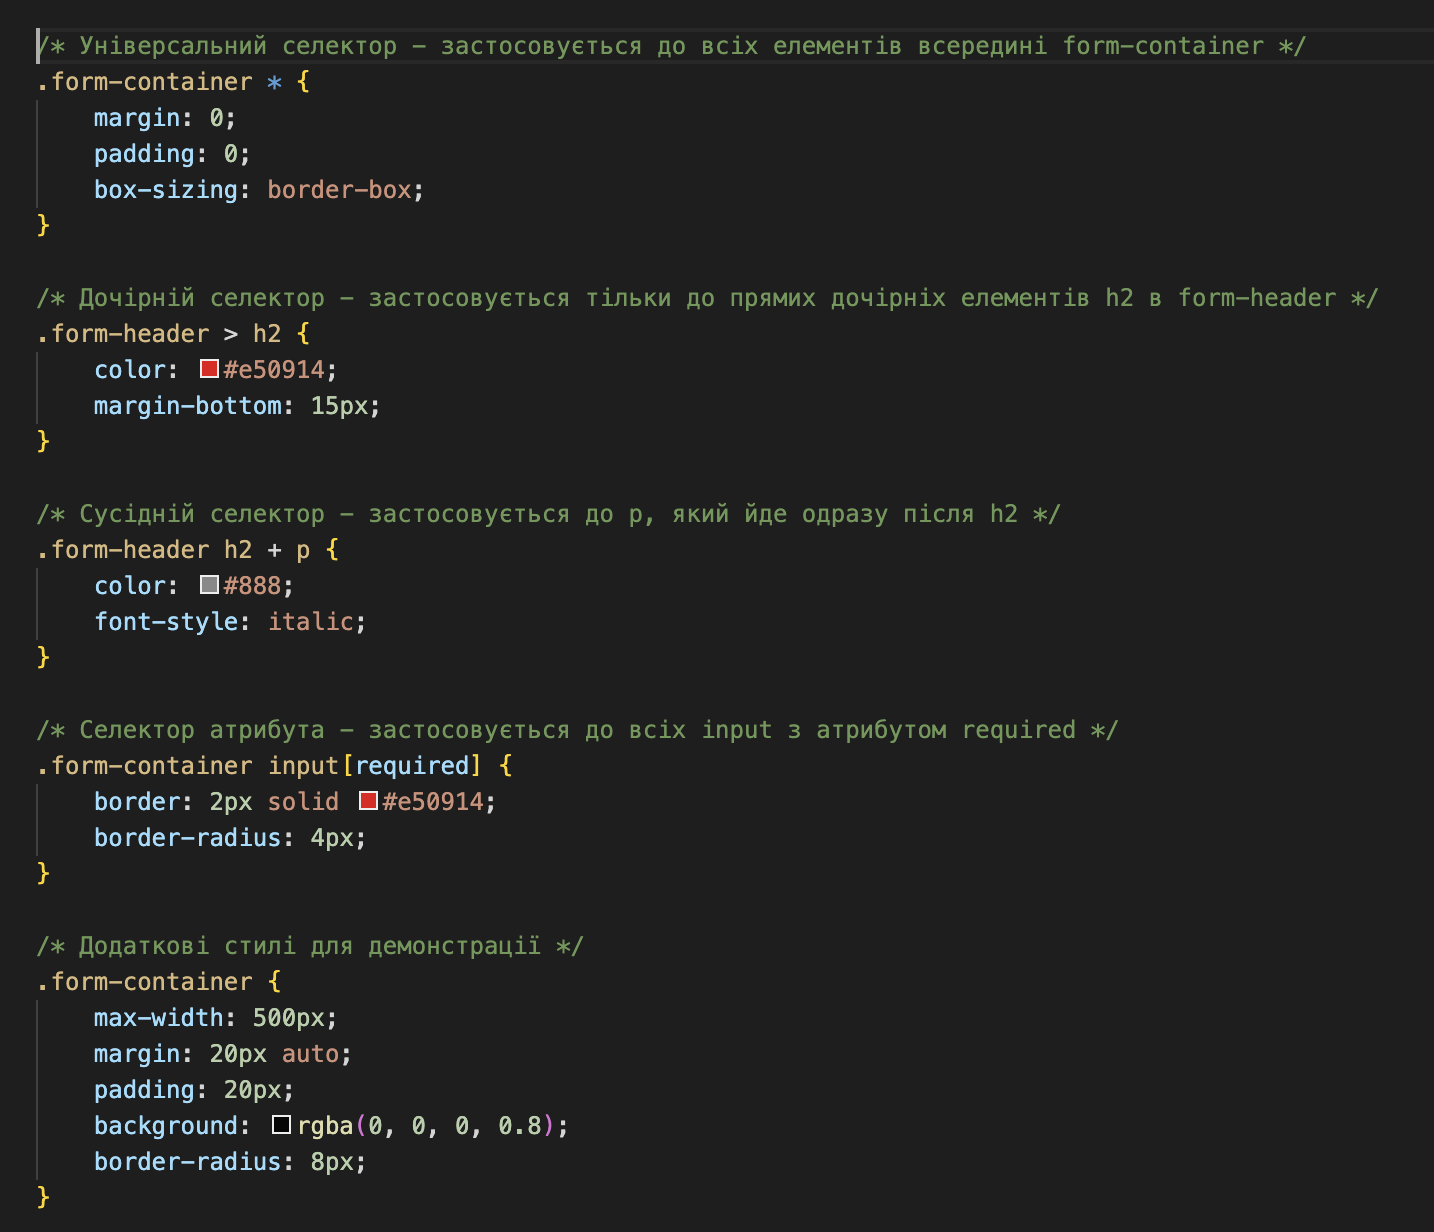 /* Універсальний селектор – застосовується до всіх елементів всередині form-container */
.form-container * {
    margin: 0;
    padding: 0;
    box-sizing: border-box;
}

/* Дочірній селектор – застосовується тільки до прямих дочірніх елементів h2 в form-header */
.form-header > h2 {
    color: #e50914;
    margin-bottom: 15px;
}

/* Сусідній селектор – застосовується до p, який йде одразу після h2 */
.form-header h2 + p {
    color: #888;
    font-style: italic;
}

/* Селектор атрибута – застосовується до всіх input з атрибутом required */
.form-container input[required] {
    border: 2px solid #e50914;
    border-radius: 4px;
}

/* Додаткові стилі для демонстрації */
.form-container {
    max-width: 500px;
    margin: 20px auto;
    padding: 20px;
    background: rgba(0, 0, 0, 0.8);
    border-radius: 8px;
}